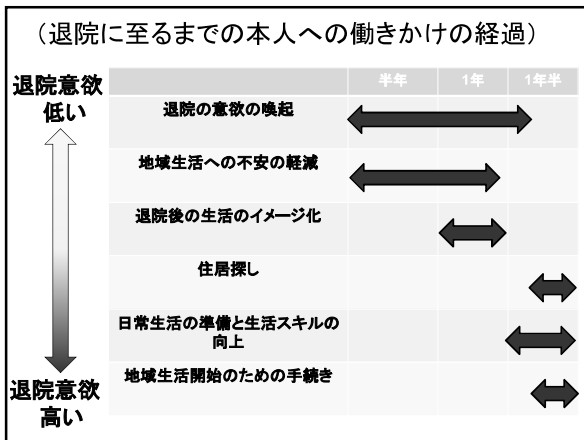 （退院に至るまでの本人への働きかけの経過）
退院意欲
低い
半年
1年
1年半
退院の意欲の喚起
地域生活への不安の軽減
退院後の生活のイメージ化
住居探し
日常生活の準備と生活スキルの
向上
地域生活開始のための手続き
退院意欲
高い